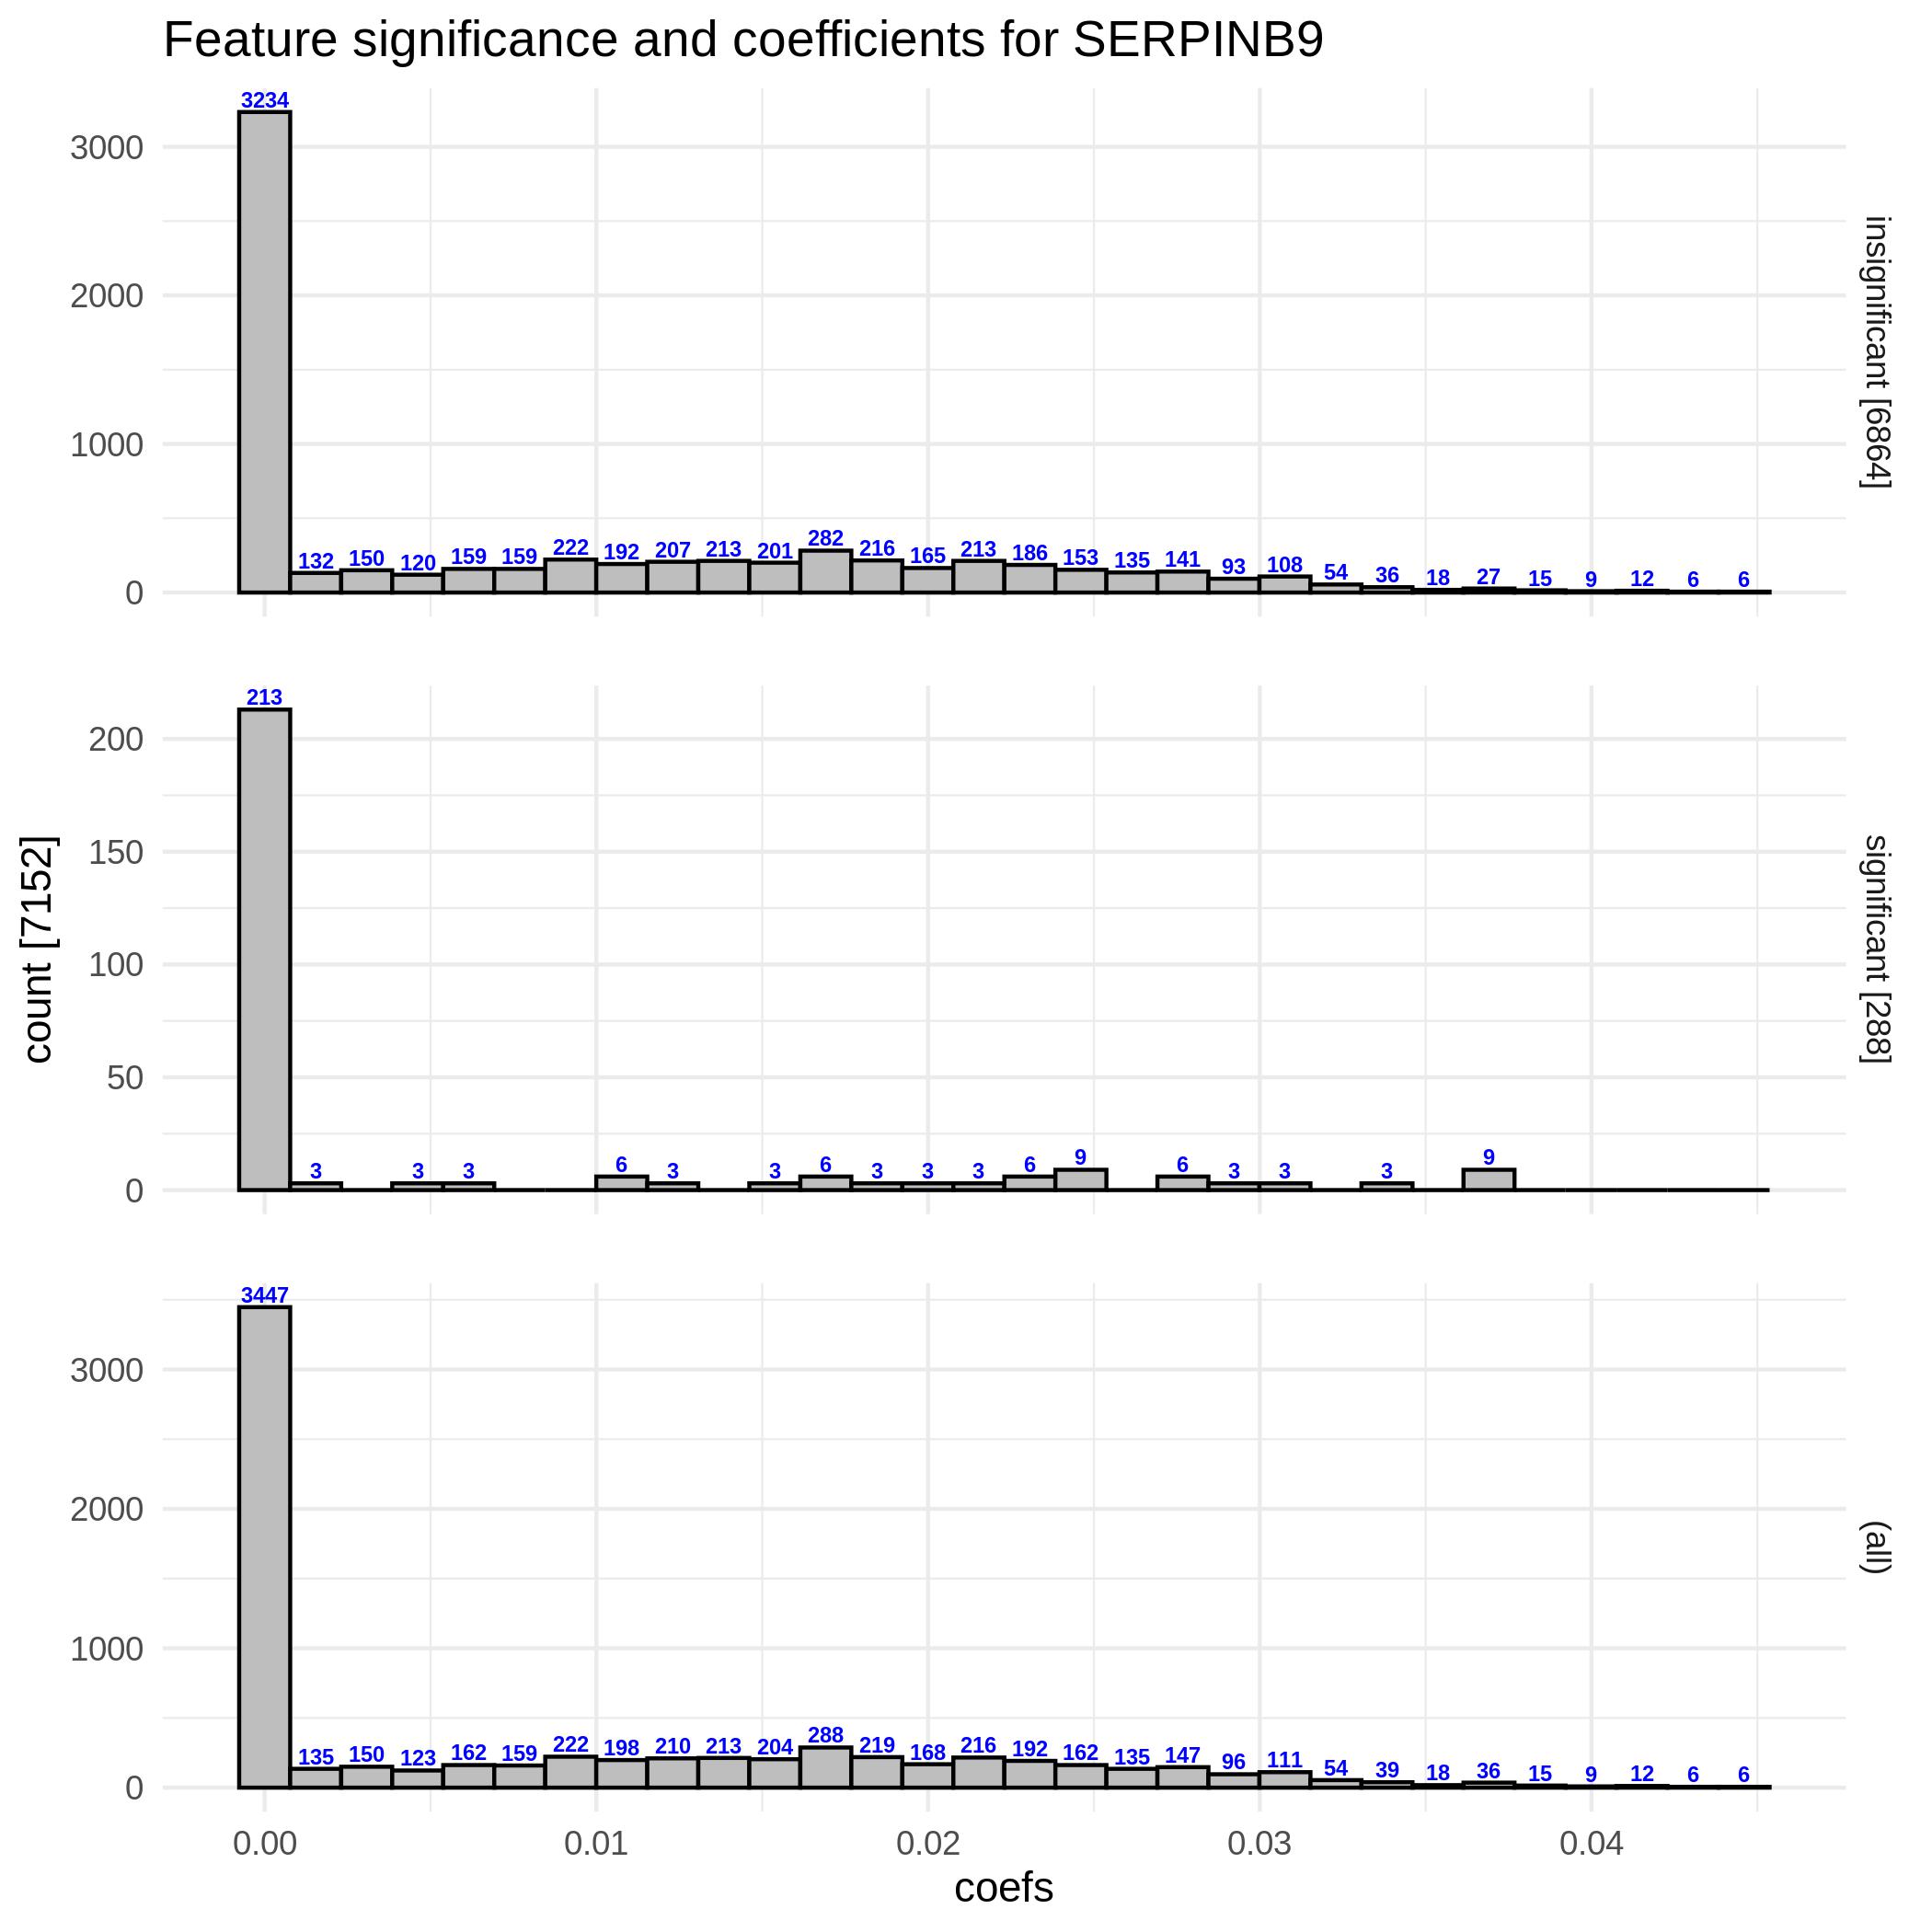 Feature significance and coefficients for SERPINB9
3234
3000
2000
1000
0
132 150 120 159 159 222 192 207 213 201 282 216 165 213 186 153 135 141 93 108 54 36 18 27 15 9 12 6 6
insignificant [6864]
213
200
150
100
50
0
3 3 3 6 3 3 6 3 3 3 6 9 6 3 3 3 9
significant [288]
count [7152]
3447
3000
2000
1000
0
135 150 123 162 159 222 198 210 213 204 288 219 168 216 192 162 135 147 96 111 54 39 18 36 15 9 12 6 6
(all)
0.00 0.01 0.02 0.03 0.04
coefs